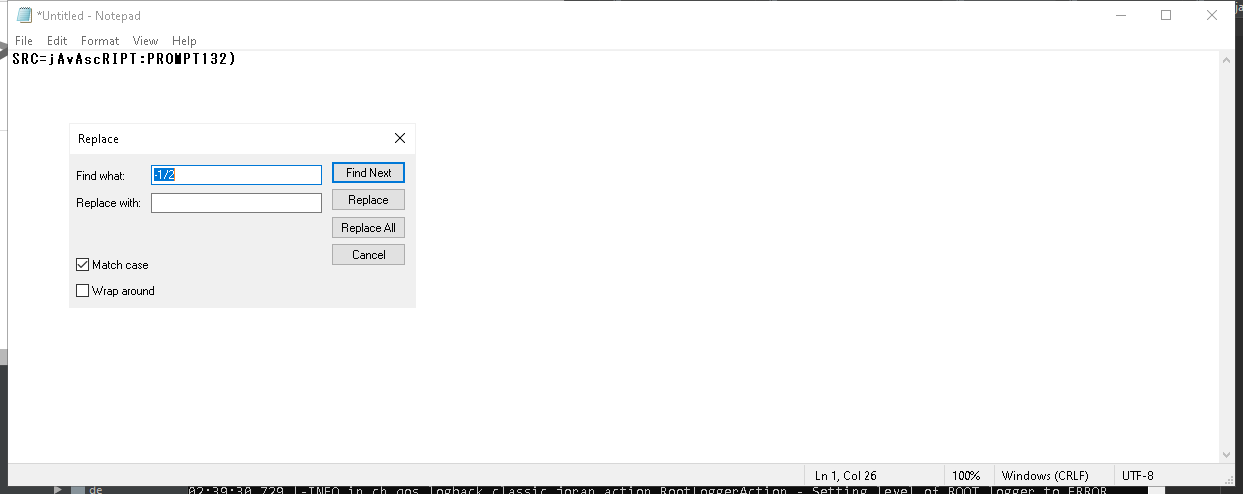 *Untitled - Notepad
File Edit Format View Help
SRC=jAvAscRIPT:PROMPT132)
Replace
Find what: -1/2 Find Next
Replace with: Replace
Replace All
Cancel
Match case
Wrap around
Ln 1, Col 26 100% Windows (CRLF) UTF-8
de 02:39:30,729 |-INFO in ch.qos.logback.classic.joran.action.RootLoggerAction - Setting level of ROOT logger to ERROR